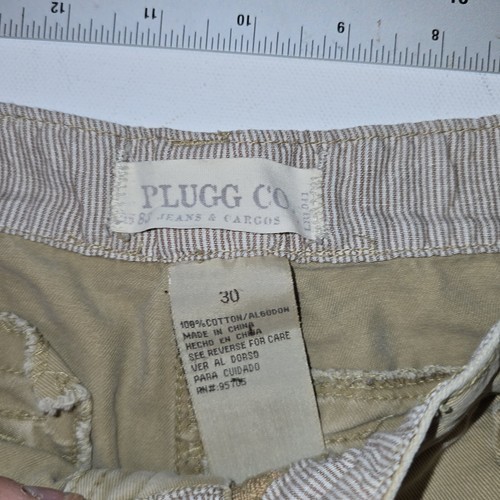 12
11
10
9
8
PLUGG CO.
JEANS & CARGOS
30
100% COTTON/ALGODON
MADE IN CHINA
HECHO EN CHINA
SEE REVERSE FOR CARE
VER AL DORSO
PARA CUIDADO
RN#:95705